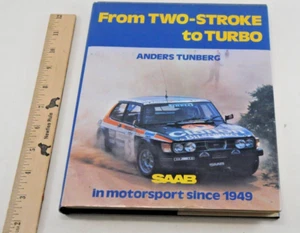 From TWO-STROKE
to TURBO
ANDERS TUNBERG
SAAB
in motorsport since 1949